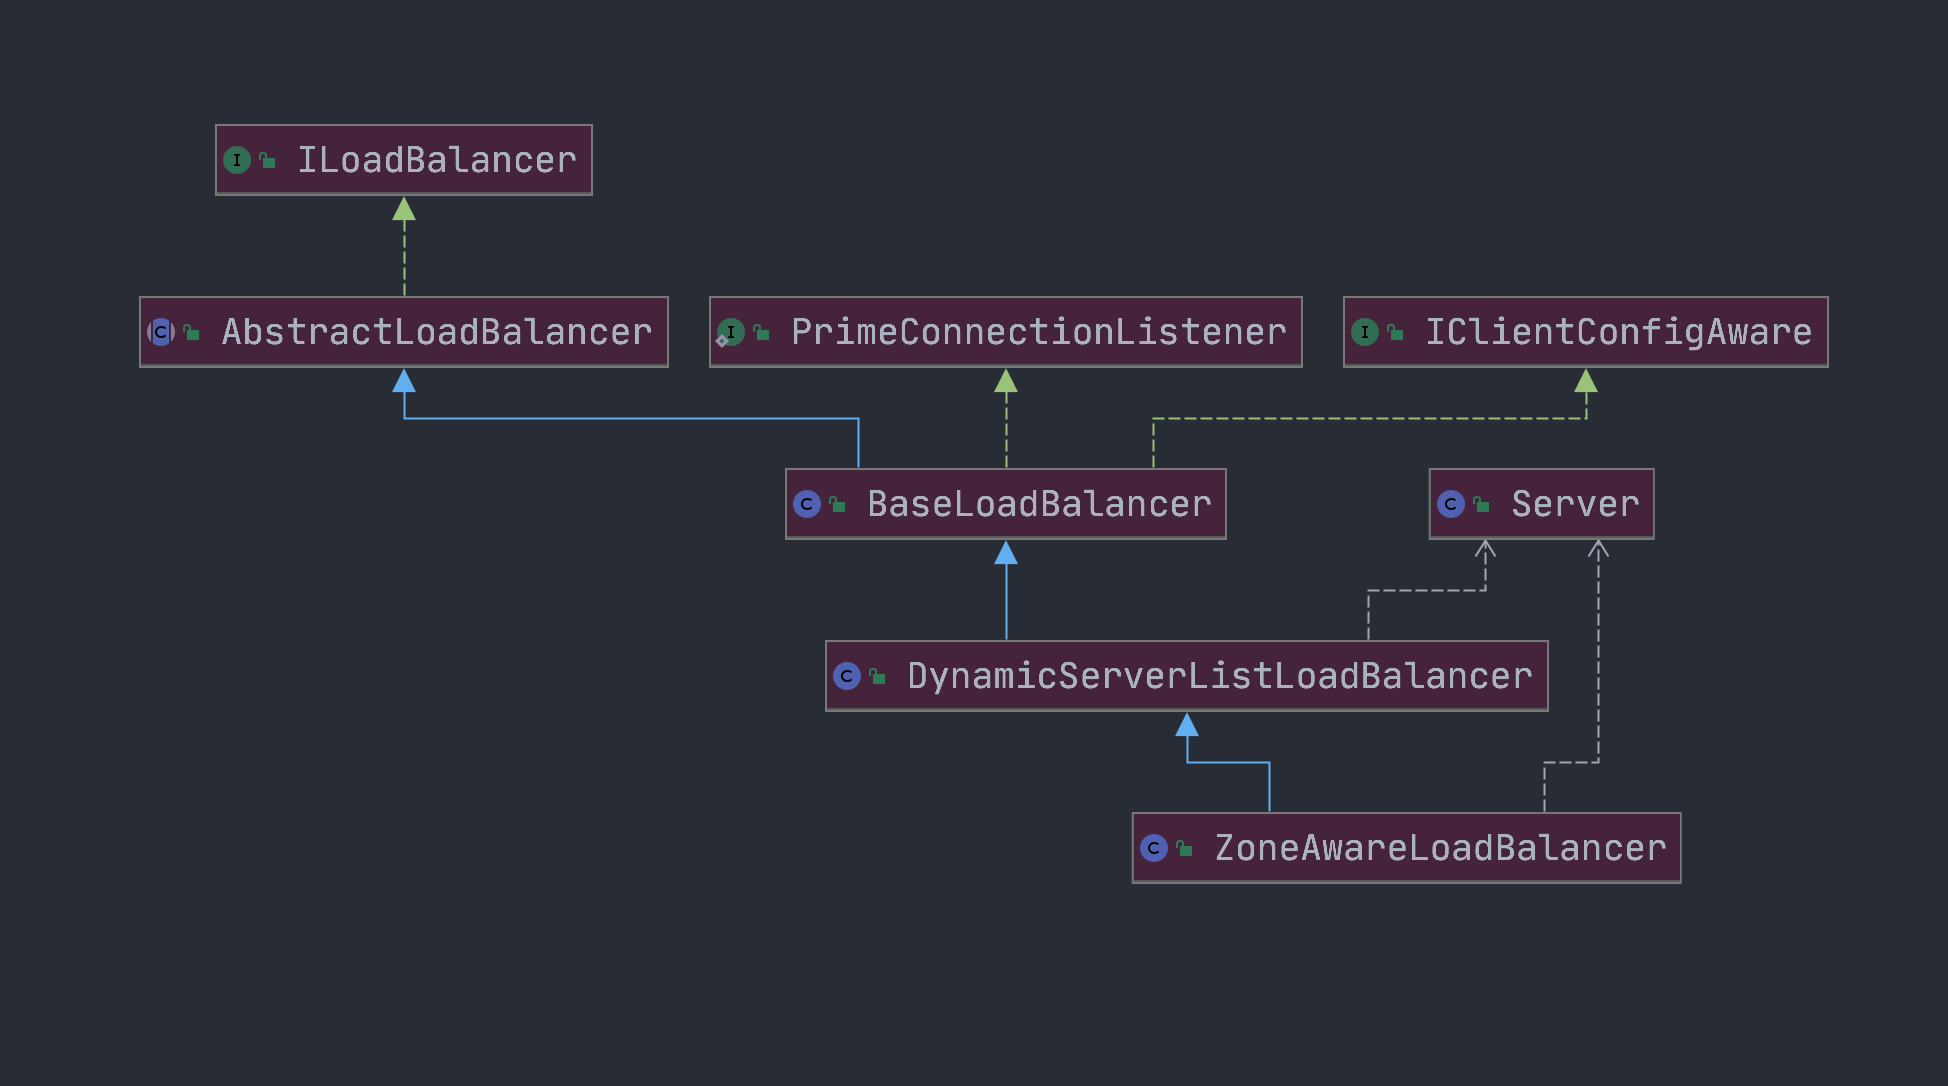 I ILoadBalancer
C AbstractLoadBalancer
I PrimeConnectionListener
I IClientConfigAware
C BaseLoadBalancer
C Server
C DynamicServerListLoadBalancer
C ZoneAwareLoadBalancer